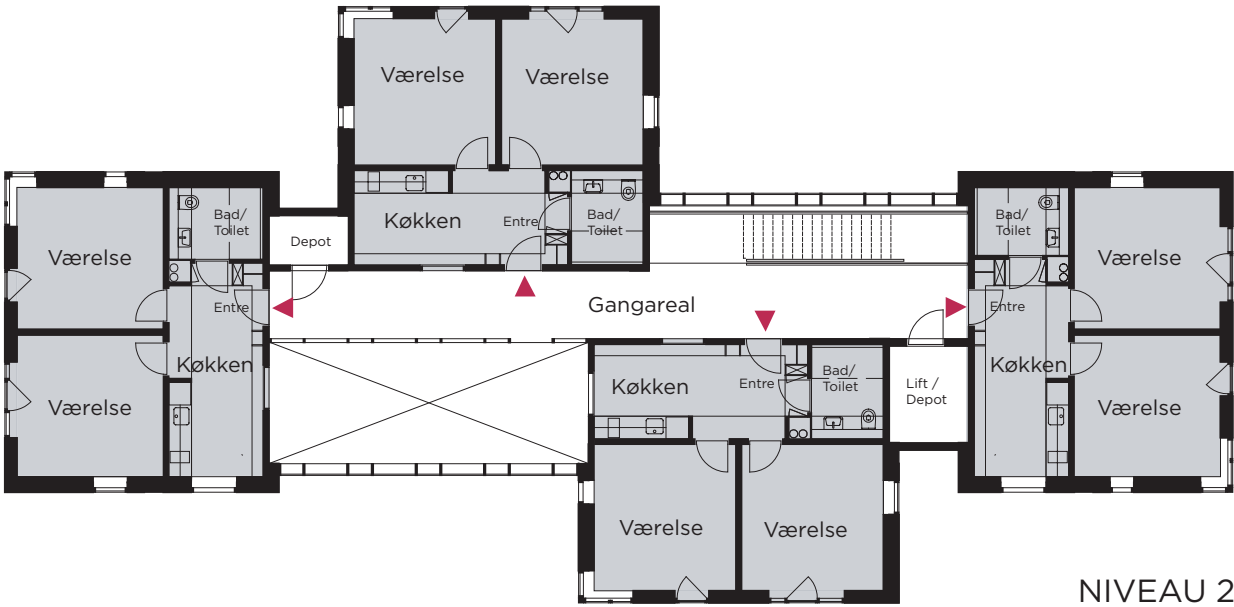 Værelse
Værelse
Køkken
Entre
Bad/
Toilet
Depot
Bad/
Toilet
Værelse
Entre
Køkken
Værelse
Gangareal
Bad/
Toilet
Værelse
Entre
Køkken
Værelse
Køkken
Entre
Bad/
Toilet
Lift /
Depot
Værelse
Værelse
NIVEAU 2